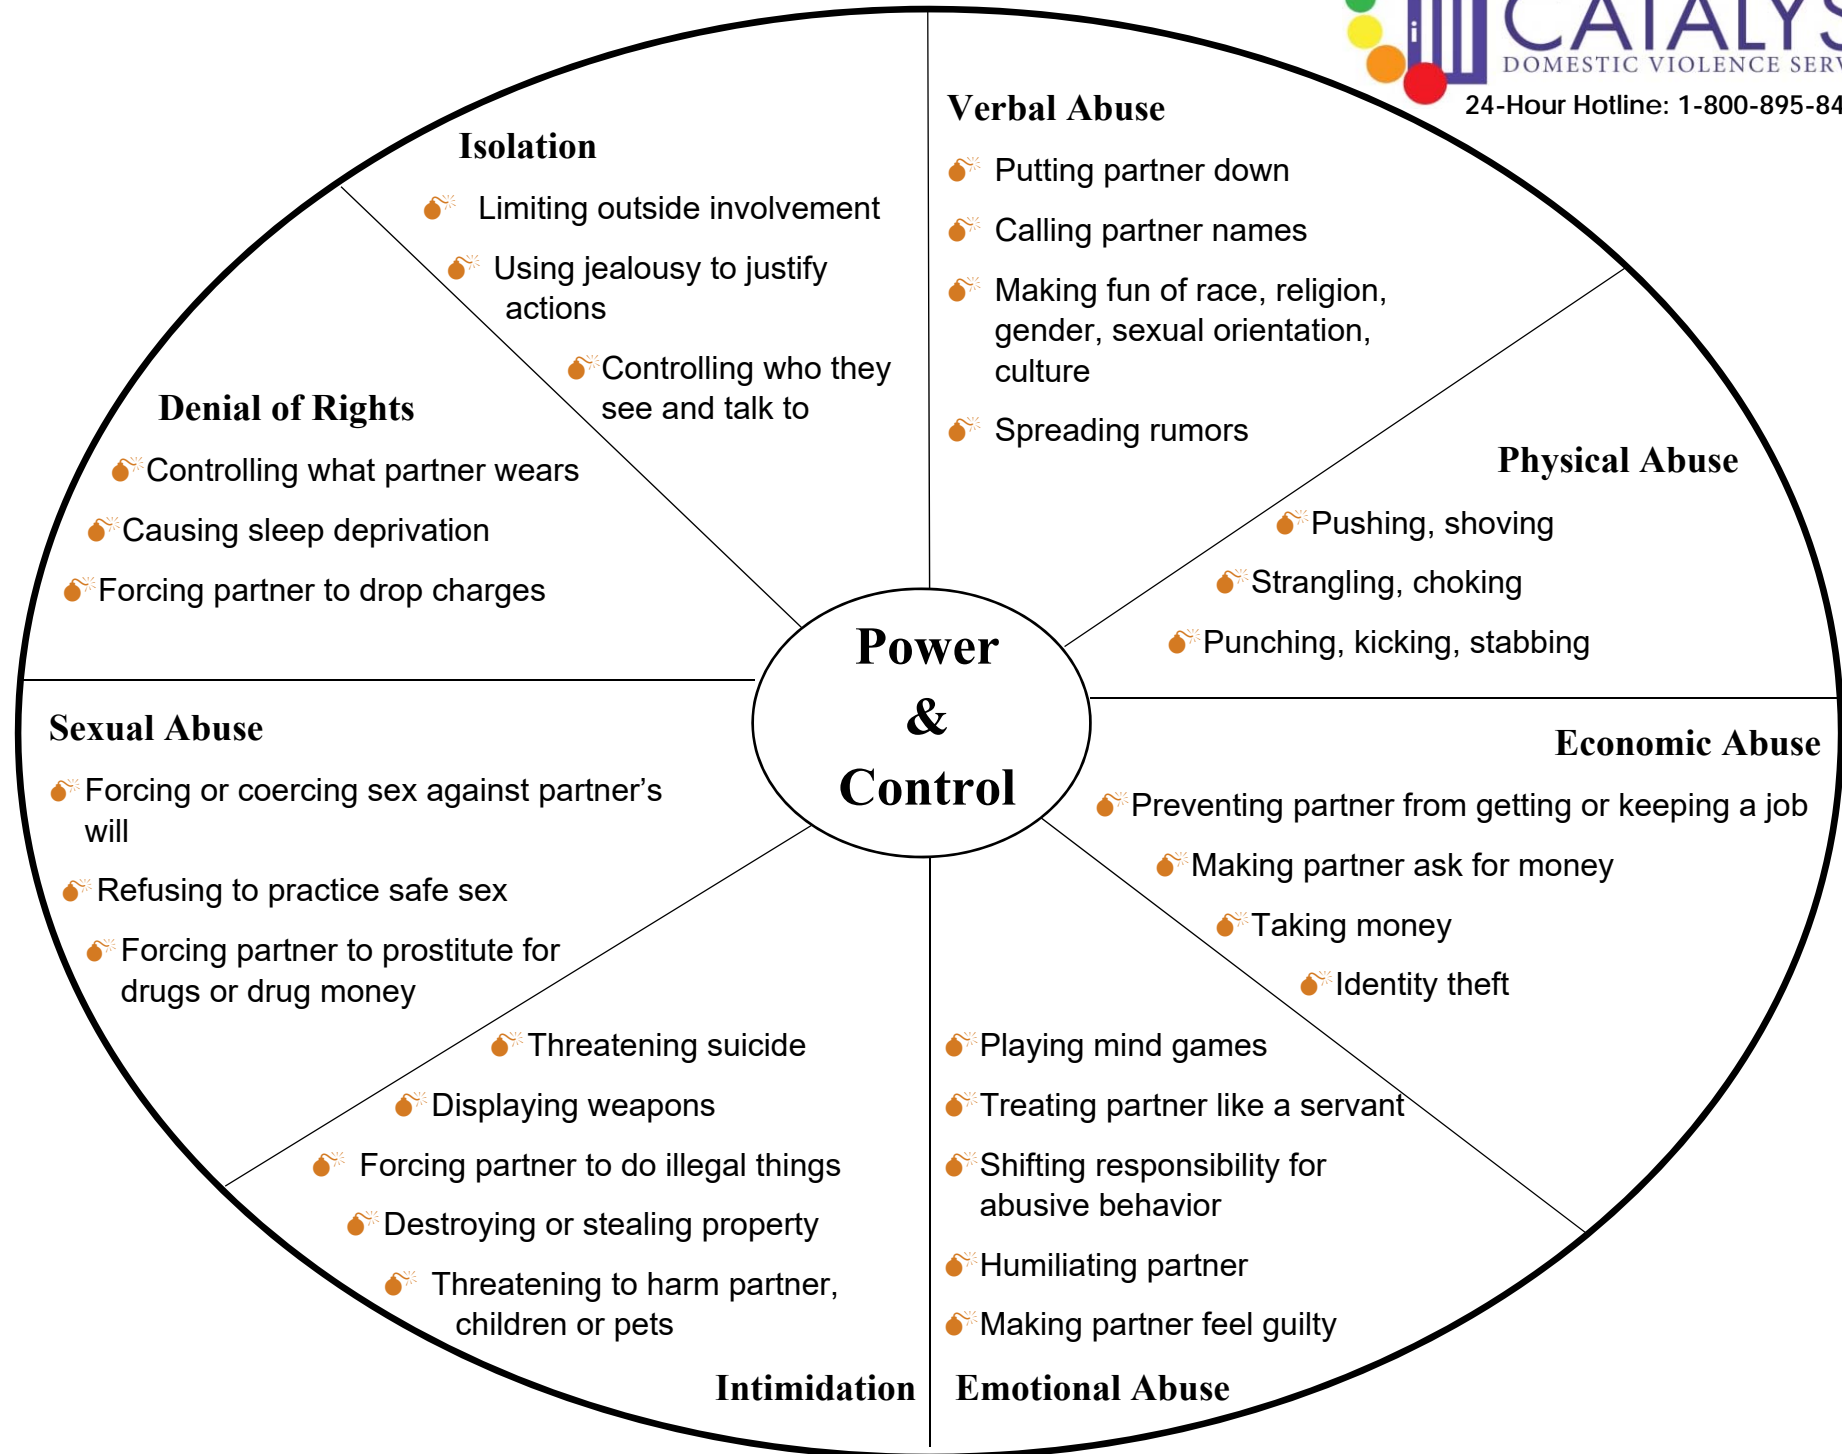 CATALYS
DOMESTIC VIOLENCE SERV
24-Hour Hotline: 1-800-895-84
Isolation
Limiting outside involvement
Using jealousy to justify
actions
Controlling who they
see and talk to
Verbal Abuse
Putting partner down
Calling partner names
Making fun of race, religion,
gender, sexual orientation,
culture
Spreading rumors
Denial of Rights
Controlling what partner wears
Causing sleep deprivation
Forcing partner to drop charges
Physical Abuse
Pushing, shoving
Strangling, choking
Punching, kicking, stabbing
Power
&
Control
Sexual Abuse
Forcing or coercing sex against partner’s
will
Refusing to practice safe sex
Forcing partner to prostitute for
drugs or drug money
Economic Abuse
Preventing partner from getting or keeping a job
Making partner ask for money
Taking money
Identity theft
Threatening suicide
Displaying weapons
Forcing partner to do illegal things
Destroying or stealing property
Threatening to harm partner,
children or pets
Intimidation
Playing mind games
Treating partner like a servant
Shifting responsibility for
abusive behavior
Humiliating partner
Making partner feel guilty
Emotional Abuse